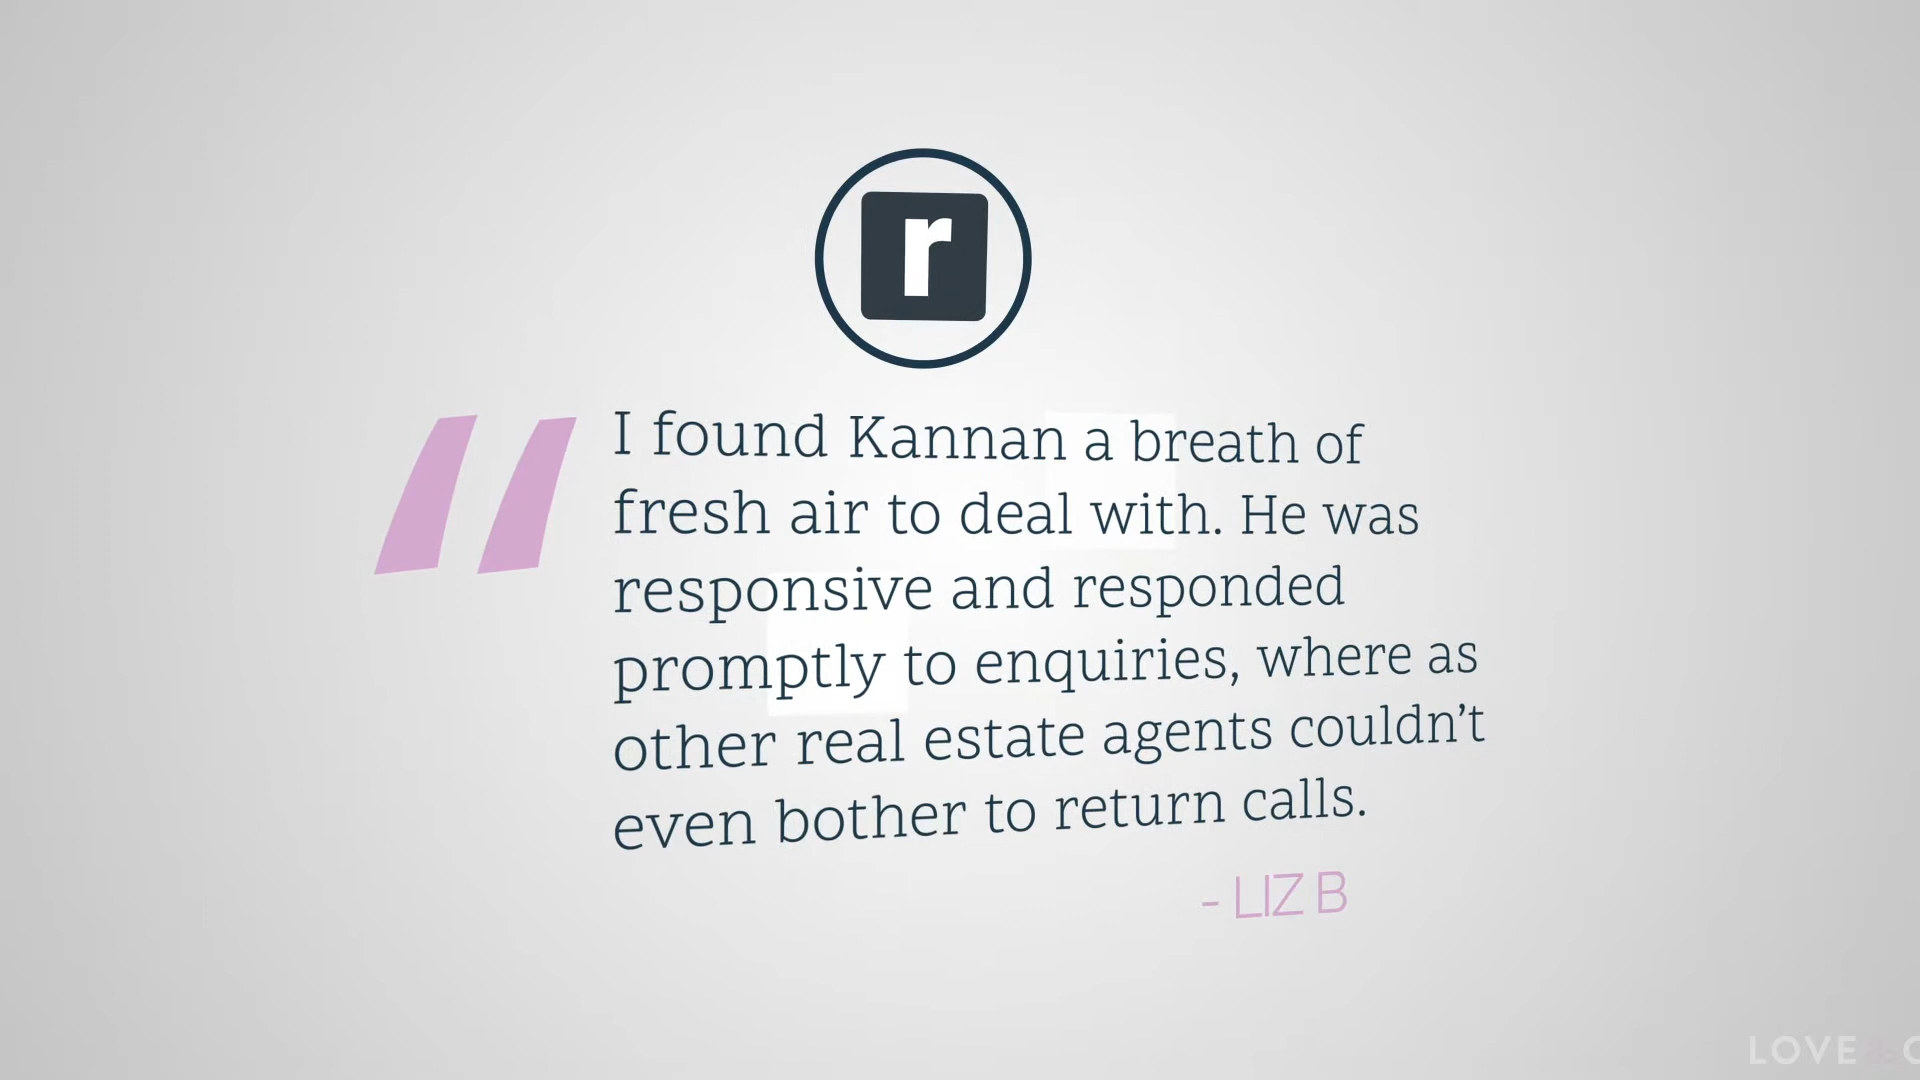 r
“
I found Kannan a breath of
fresh air to deal with. He was
responsive and responded
promptly to enquiries, where as
other real estate agents couldn’t
even bother to return calls.
- LIZ B
LOVE